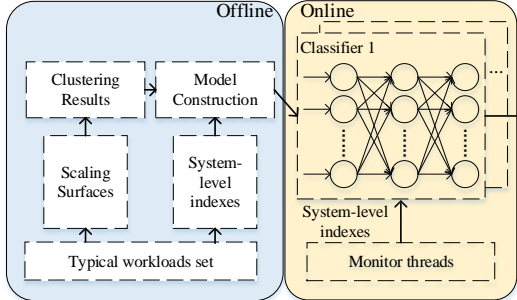 Offline
Online
Classifier 1
Clustering
Results
Model
Construction
...
Scaling
Surfaces
System-
level
indexes
System-level
indexes
Typical workloads set
Monitor threads